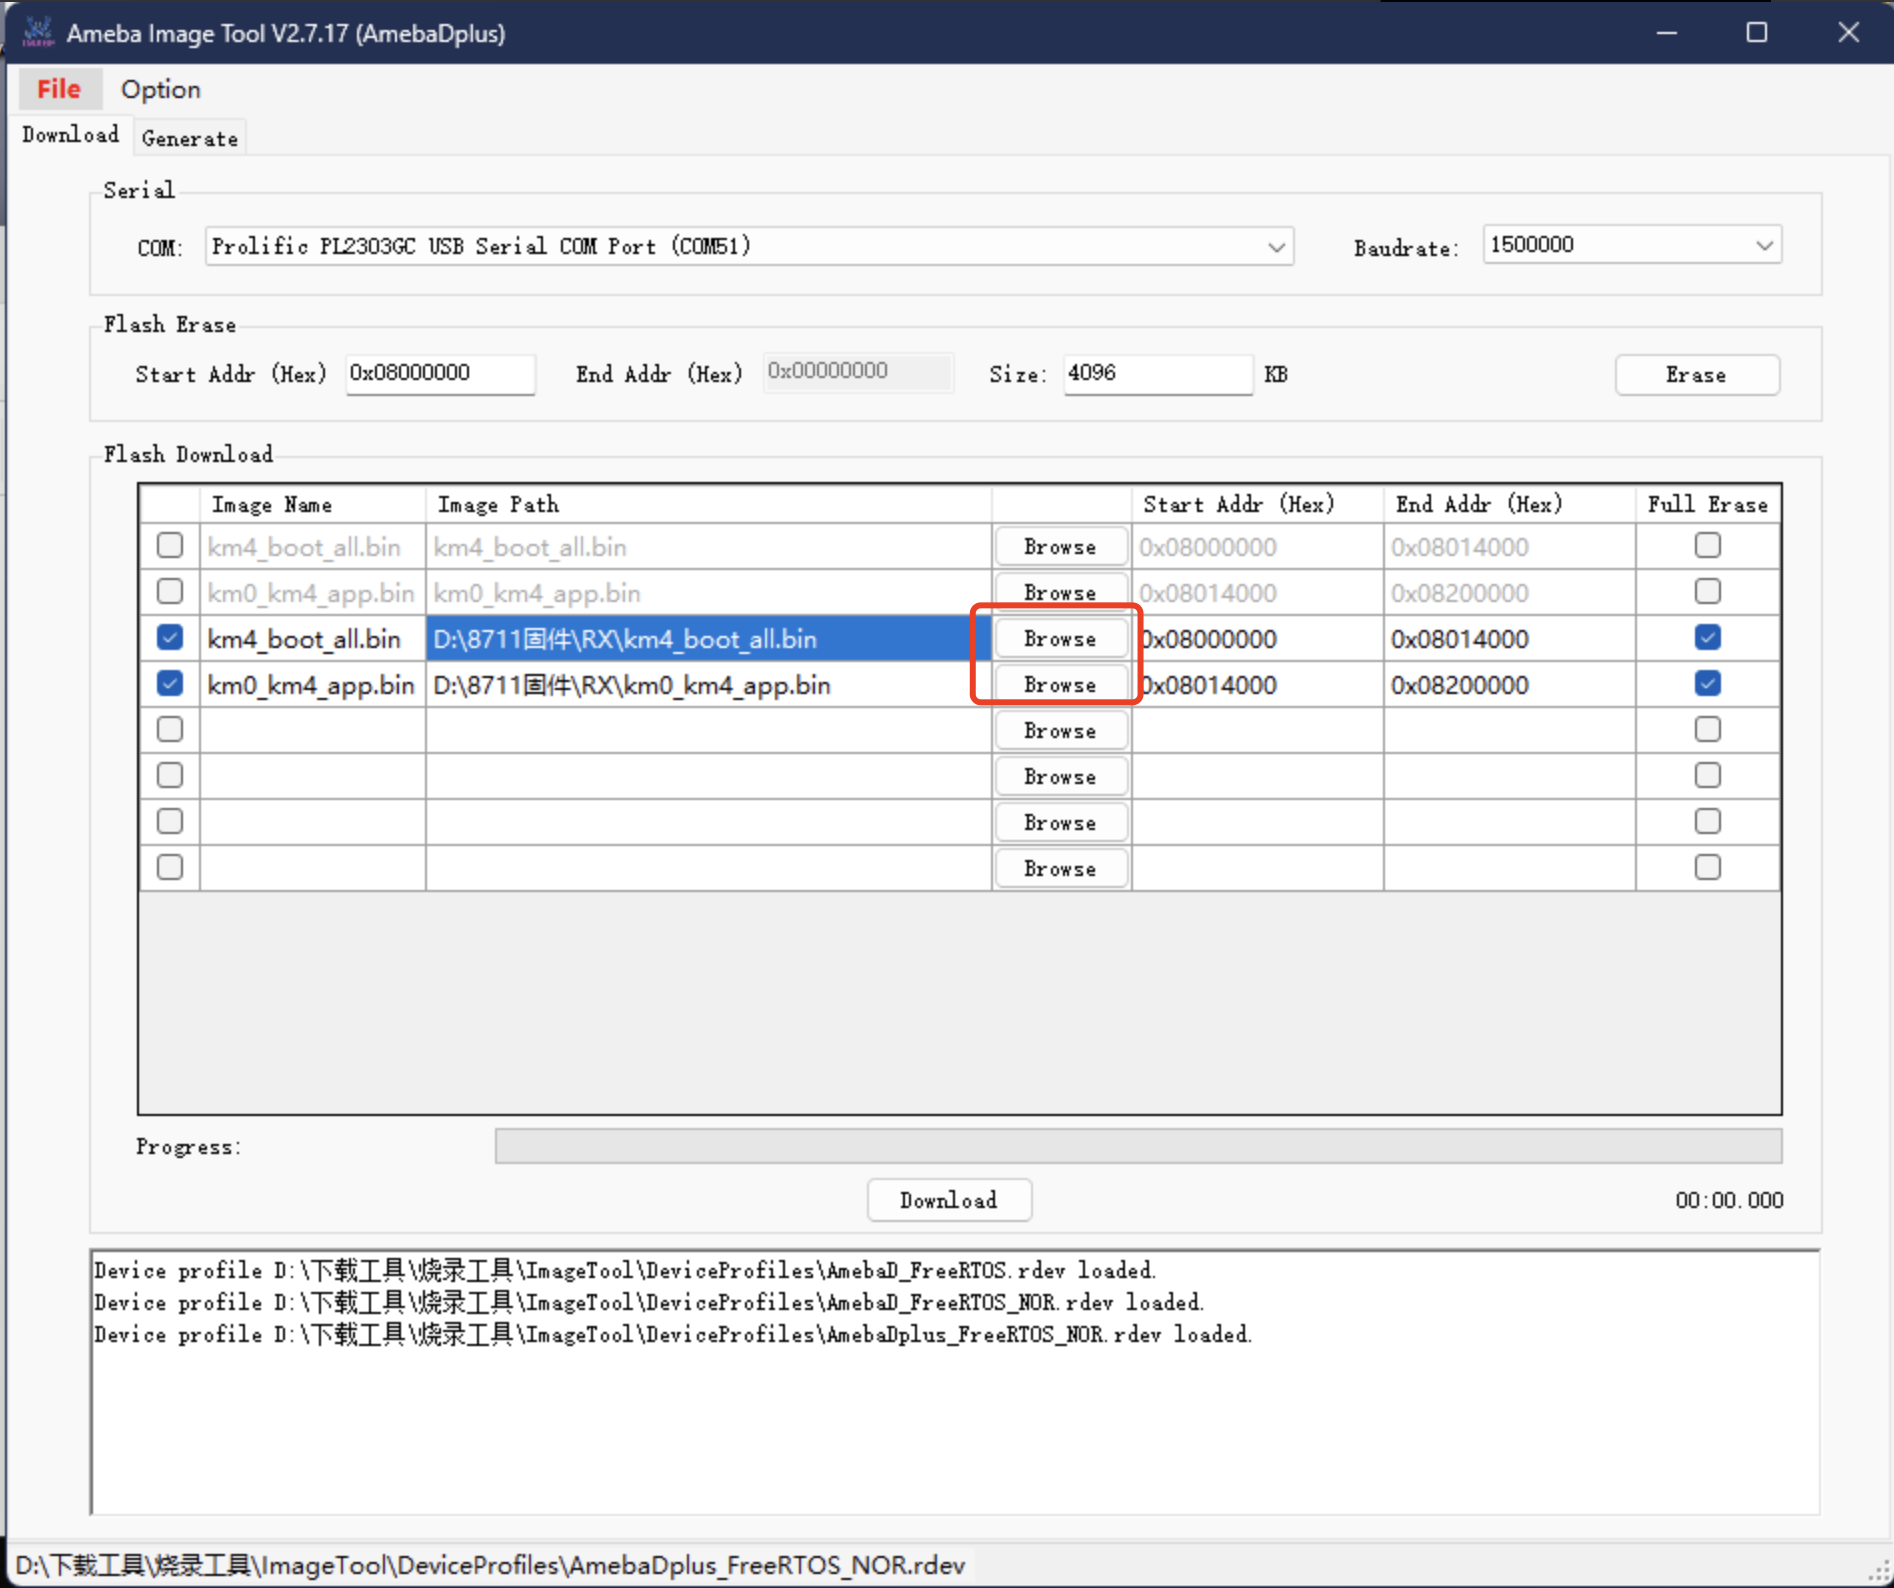 Ameba Image Tool V2.7.17 (AmebaDplus)
File Option
Download Generate
Serial
COM: Prolific PL2303GC USB Serial COM Port (COM51) Baudrate: 1500000
Flash Erase
Start Addr (Hex) 0x08000000 End Addr (Hex) 0x00000000 Size: 4096 KB Erase
Flash Download
Image Name Image Path Start Addr (Hex) End Addr (Hex) Full Erase
km4_boot_all.bin km4_boot_all.bin Browse 0x08000000 0x08014000
km0_km4_app.bin km0_km4_app.bin Browse 0x08014000 0x08200000
km4_boot_all.bin D:\8711固件\RX\km4_boot_all.bin Browse 0x08000000 0x08014000
km0_km4_app.bin D:\8711固件\RX\km0_km4_app.bin Browse 0x08014000 0x08200000
Browse
Browse
Browse
Browse
Progress:
Download 00:00.000
Device profile D:\下载工具\烧录工具\ImageTool\DeviceProfiles\AmebaD_FreeRTOS.rdev loaded.
Device profile D:\下载工具\烧录工具\ImageTool\DeviceProfiles\AmebaD_FreeRTOS_NOR.rdev loaded.
Device profile D:\下载工具\烧录工具\ImageTool\DeviceProfiles\AmebaDplus_FreeRTOS_NOR.rdev loaded.
D:\下载工具\烧录工具\ImageTool\DeviceProfiles\AmebaDplus_FreeRTOS_NOR.rdev